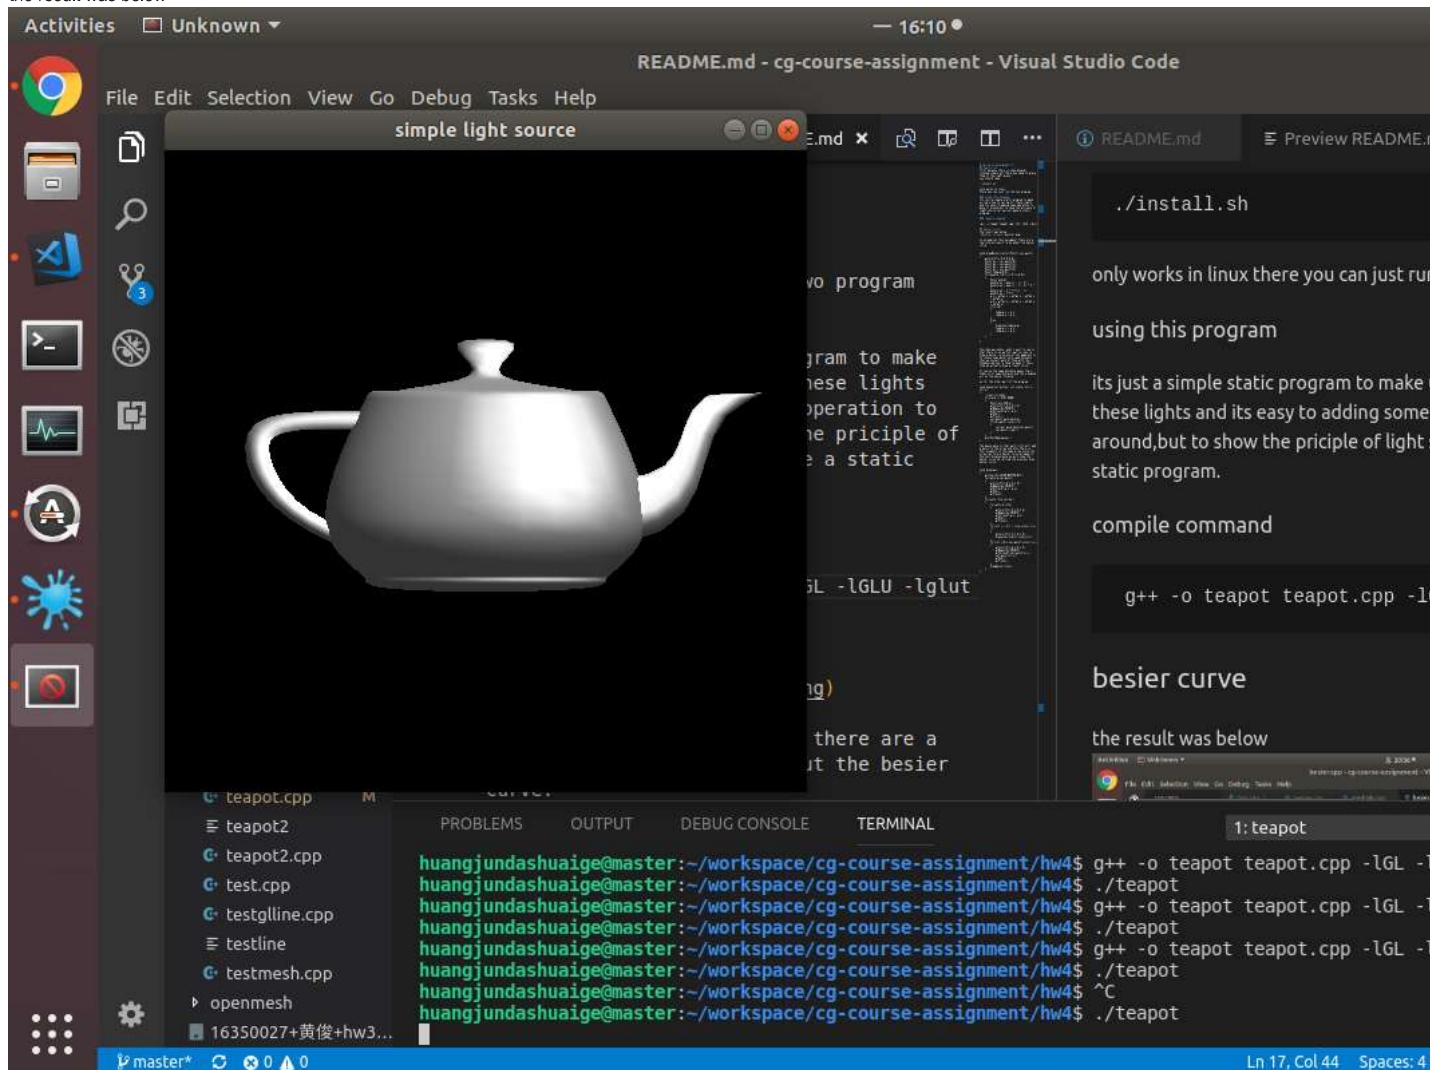 the result was below
Activities Unknown 16:10
README.md - cg-course-assignment - Visual Studio Code
File Edit Selection View Go Debug Tasks Help
simple light source
E.md
README.md
Preview README.
./install.sh
only works in linux there you can just run
using this program
its just a simple static program to make
these lights and its easy to adding some
around,but to show the priciple of light
static program.
compile command
g++ -o teapot teapot.cpp
besier curve
the result was below
wo program
gram to make
hese lights
operation to
he priciple of
e a static
GL -lGLU -lglut
ng)
there are a
ut the besier
curve.
3
teapot.cpp M
teapot2
teapot2.cpp
test.cpp
testglline.cpp
testline
testmesh.cpp
openmesh
16350027+黄俊+hw3...
PROBLEMS OUTPUT DEBUG CONSOLE TERMINAL 1: teapot
huangjundashuaige@master:~/workspace/cg-course-assignment/hw4$ g++ -o teapot teapot.cpp -lGL -l
huangjundashuaige@master:~/workspace/cg-course-assignment/hw4$ ./teapot
huangjundashuaige@master:~/workspace/cg-course-assignment/hw4$ g++ -o teapot teapot.cpp -lGL -l
huangjundashuaige@master:~/workspace/cg-course-assignment/hw4$ ./teapot
huangjundashuaige@master:~/workspace/cg-course-assignment/hw4$ g++ -o teapot teapot.cpp -lGL -l
huangjundashuaige@master:~/workspace/cg-course-assignment/hw4$ ./teapot
huangjundashuaige@master:~/workspace/cg-course-assignment/hw4$ ^C
huangjundashuaige@master:~/workspace/cg-course-assignment/hw4$ ./teapot
master* 0 0 Ln 17, Col 44 Spaces: 4